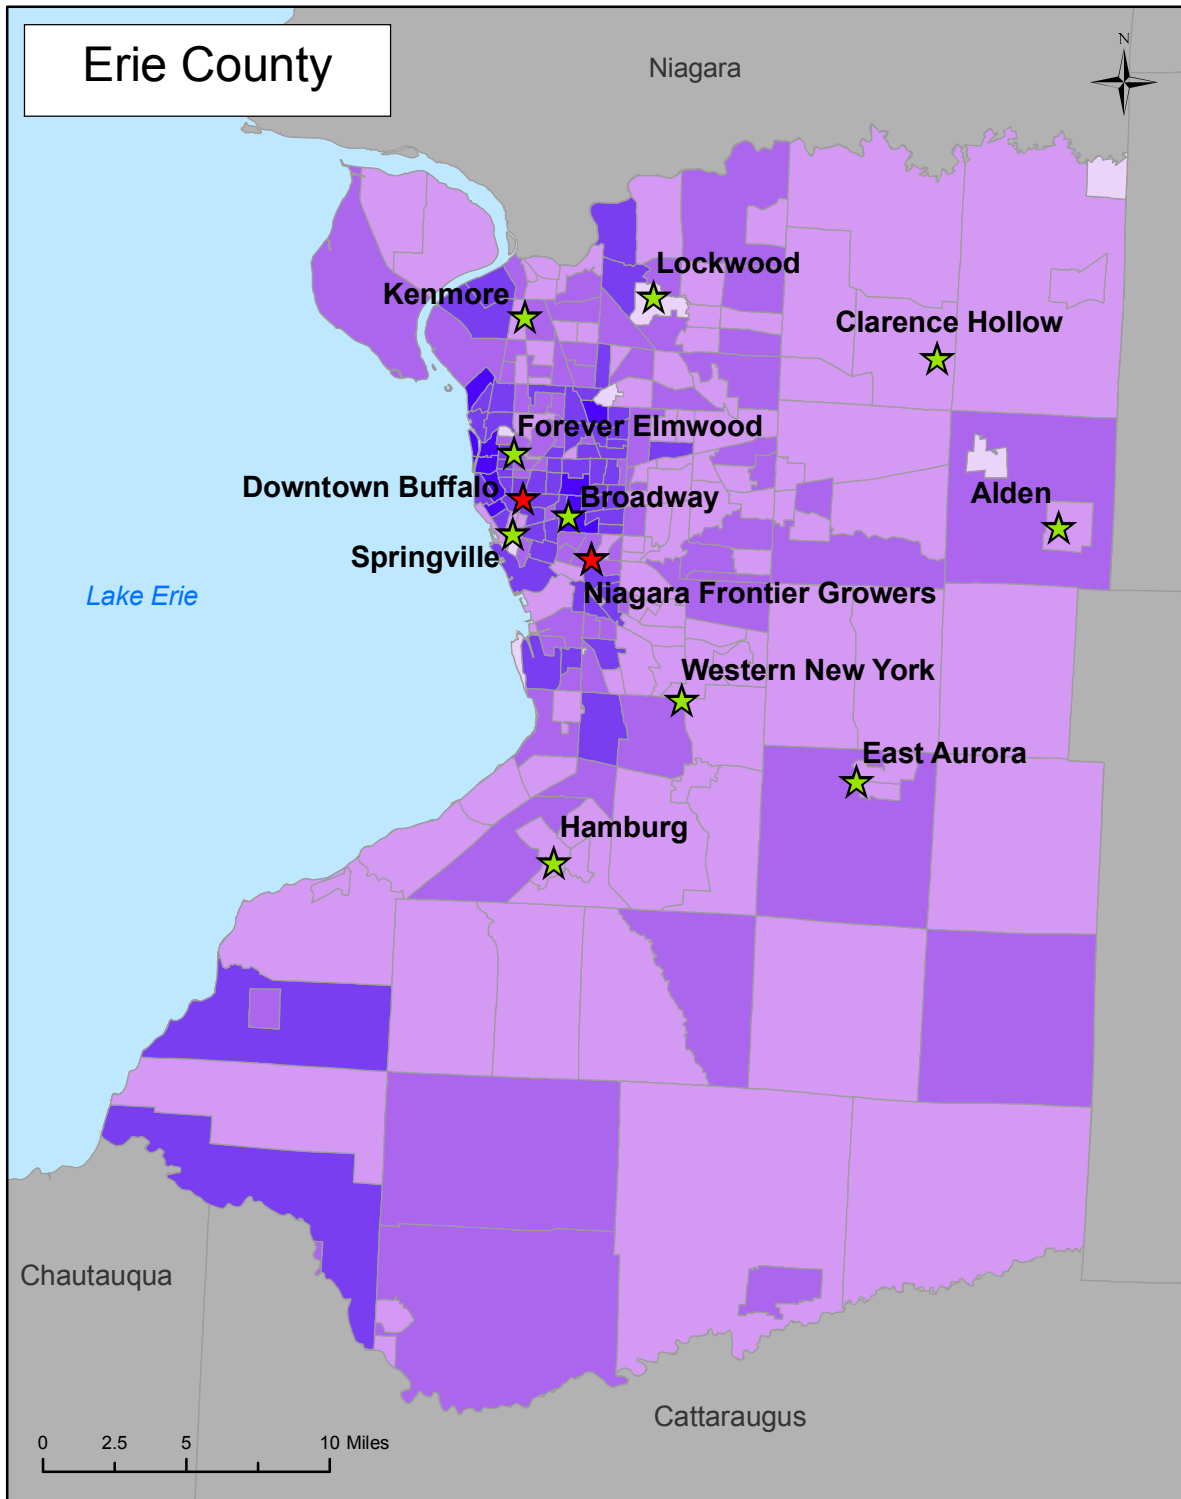 Erie County
Niagara
N
Lockwood
Kenmore
Clarence Hollow
Forever Elmwood
Downtown Buffalo
Broadway
Alden
Springville
Niagara Frontier Growers
Lake Erie
Western New York
East Aurora
Hamburg
Chautauqua
Cattaraugus
0 2.5 5 10 Miles